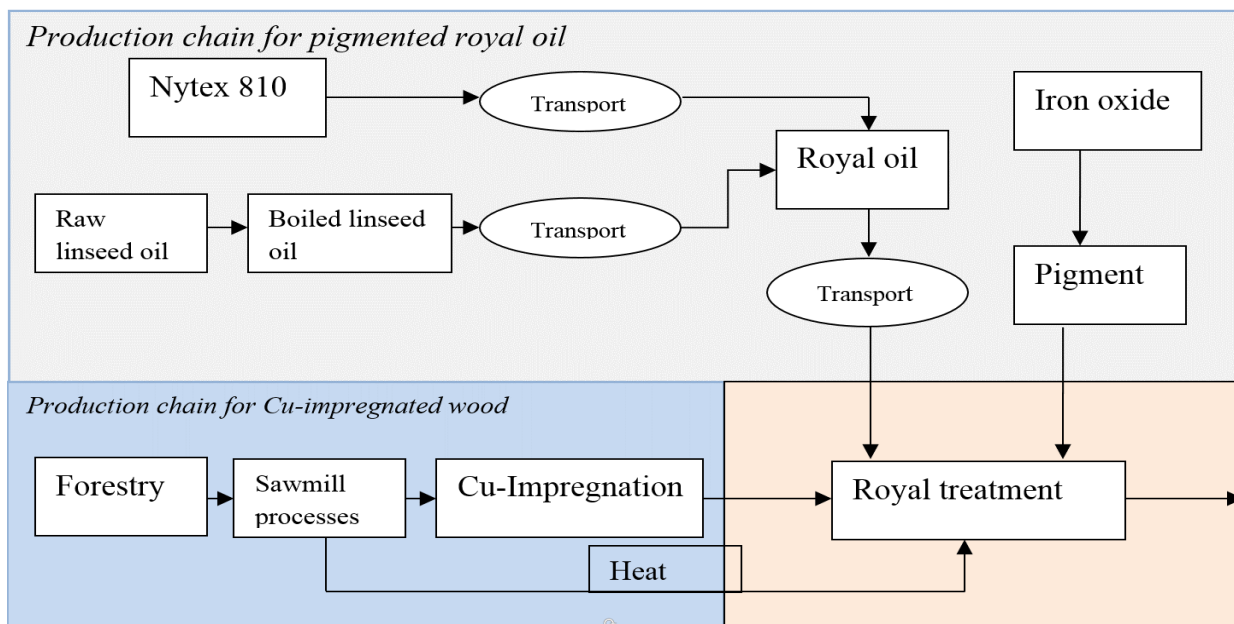 Production chain for pigmented royal oil
Nytex 810
Transport
Iron oxide
Royal oil
Raw
linseed oil
Boiled linseed
oil
Transport
Transport
Pigment
Production chain for Cu-impregnated wood
Forestry
Sawmill
processes
Cu-Impregnation
Royal treatment
Heat